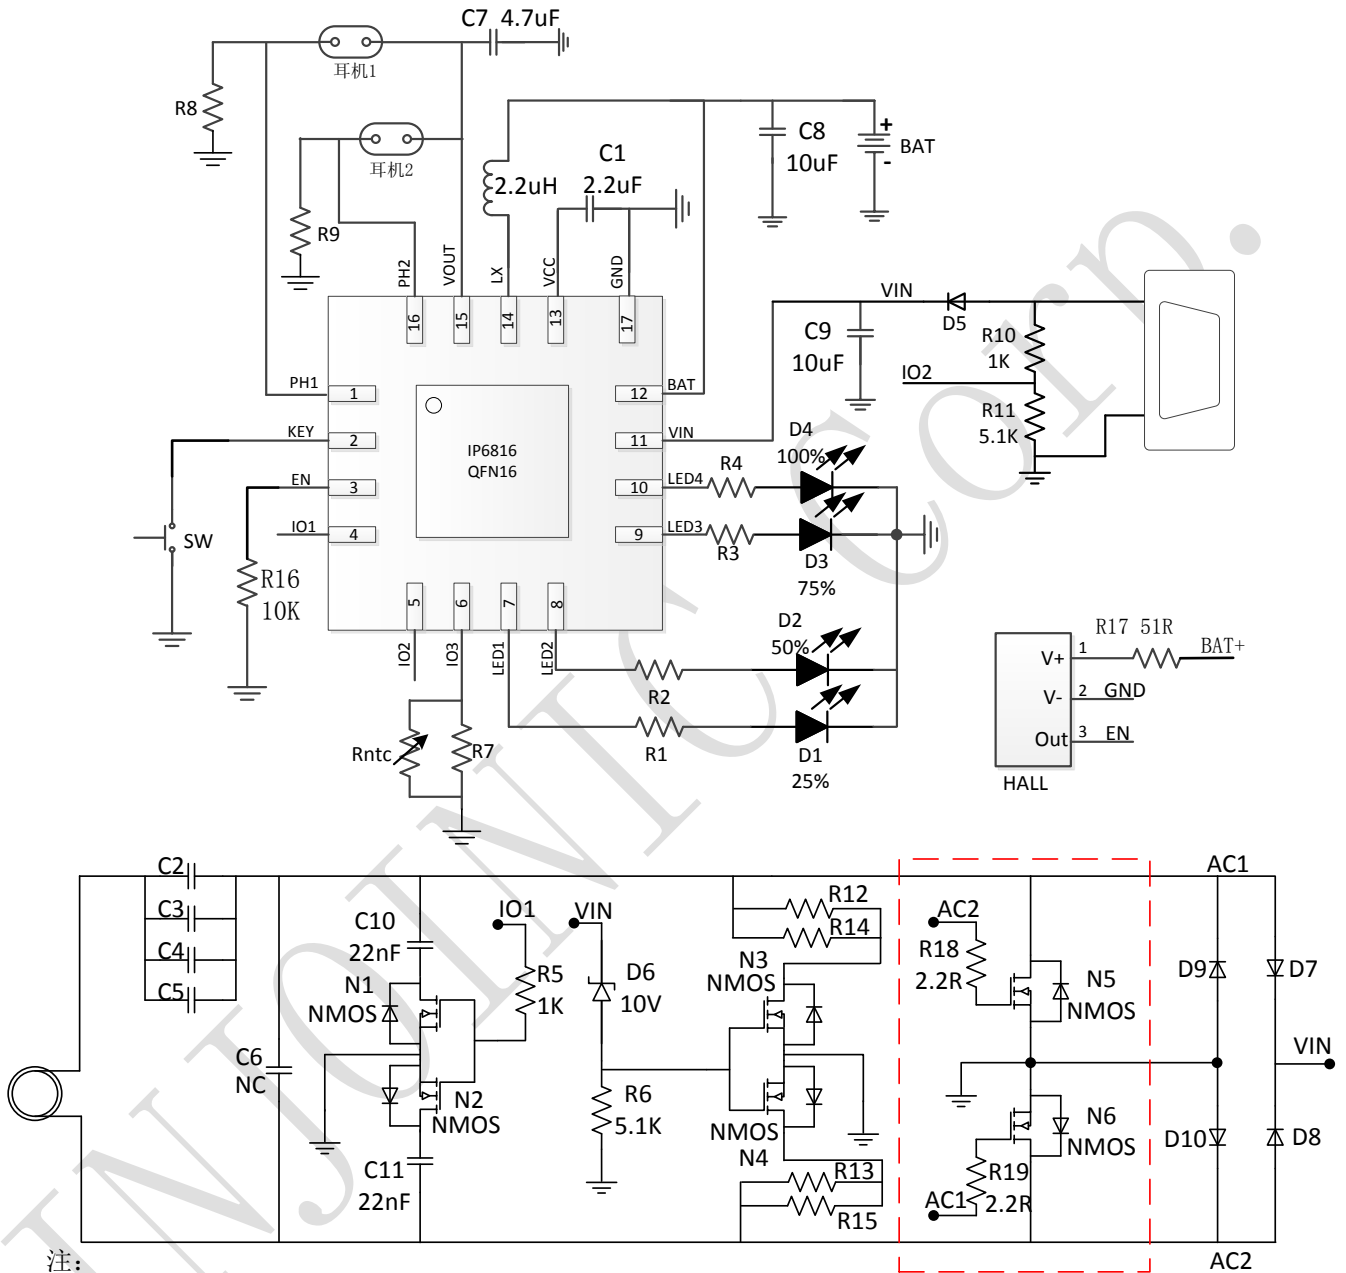 C7 4.7uF
耳机1
R8
耳机2
R9
2.2uH
C1
2.2uF
C8
10uF
+
BAT
-
PH2
VOUT
LX
VCC
GND
16
15
14
13
17
VIN
D5
C9
10uF
R10
1K
IO2
R11
5.1K
PH1
1
12
BAT
KEY
2
11
VIN
IP6816
QFN16
EN
3
10
LED4
R4
D4
100%
IO1
4
9
LED3
R3
D3
75%
SW
R16
10K
5
6
7
8
IO2
IO3
LED1
LED2
D2
50%
R2
R1
D1
25%
Rntc
R7
R17 51R
V+
1
BAT+
V-
2
GND
Out
3
EN
HALL
C2
C3
C4
C5
AC1
C10
22nF
IO1
VIN
R12
R14
AC2
R18
2.2R
N1
NMOS
R5
1K
D6
10V
N3
NMOS
N5
NMOS
D9
D7
C6
NC
VIN
N2
NMOS
R6
5.1K
NMOS
N4
N6
NMOS
D10
D8
C11
22nF
R13
R15
R19
2.2R
AC1
AC2
注:
INJOINIC Corp.